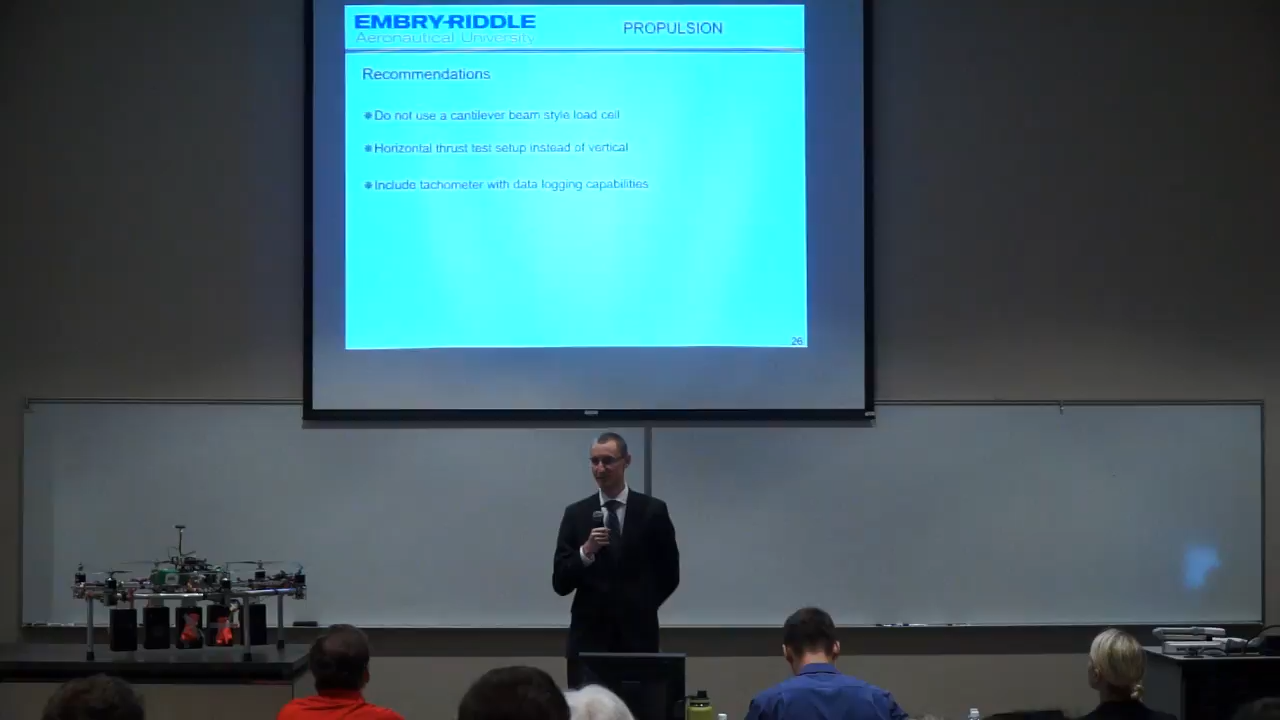 EMBRY-RIDDLE
Aeronautical University
PROPULSION
Recommendations
Do not use a cantilever beam style load cell
Horizontal thrust test setup instead of vertical
Include tachometer with data logging capabilities
26